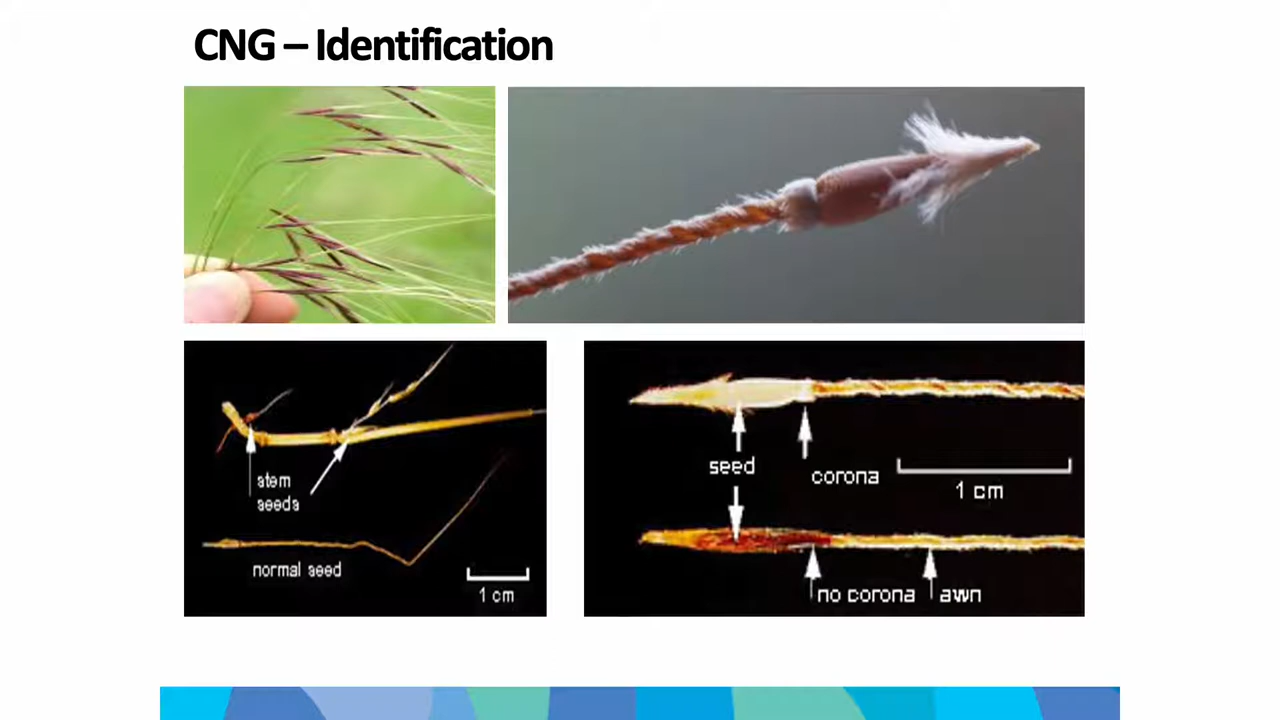 CNG – Identification
stem
seeds
normal seed
1 cm
seed
corona
1 cm
no corona
awn